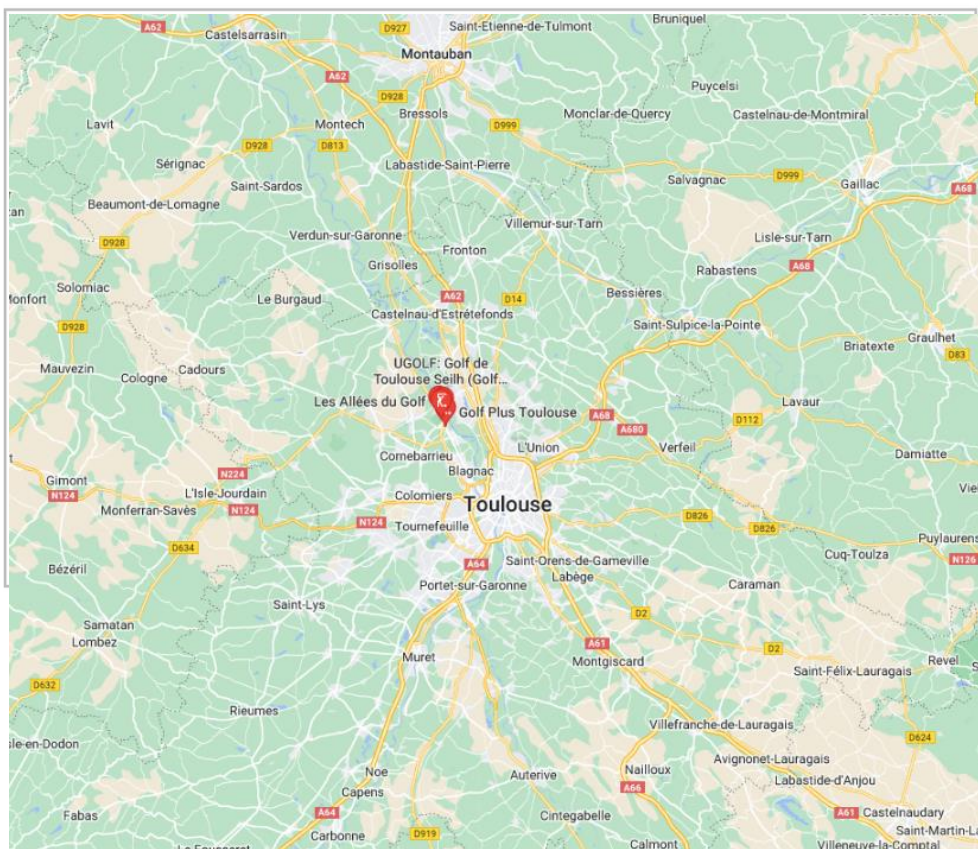 A62
Castelsarrasin
D927
Saint-Etienne-de-Tulmont
Bruniquel
Montauban
A62
D928
Puycelsi
Lavit
Montech
Bressols
D999
Monclar-de-Quercy
Castelnau-de-Montmiral
D928
D813
Sérignac
Labastide-Saint-Pierre
Saint-Sardos
Salvagnac
D999
Gaillac
A68
Beaumont-de-Lomagne
Villemur-sur-Tarn
Verdun-sur-Garonne
Fronton
Lisle-sur-Tarn
D928
Grisolles
A68
Rabastens
Solomiac
Le Burgaud
A62
D14
Bessières
Monfort
Castelnau-d'Estrétefonds
Saint-Sulpice-la-Pointe
D928
Graulhet
Briatexte
D83
Mauvezin
Cologne
Cadours
UGOLF: Golf de
Toulouse Seilh (Golf...
Les Allées du Golf
Golf Plus Toulouse
A68
A680
D112
Lavaur
L'Union
Verfeil
Cornebarrieu
Blagnac
Damiatte
N224
Gimont
N124
L'Isle-Jourdain
Monferran-Savès
N124
Colomiers
Toulouse
N124
Tournefeuille
D826
D826
Puylaurens
D634
Cuq-Toulza
N126
Bézéril
A64
Saint-Orens-de-Gameville
Labège
Portet-sur-Garonne
Caraman
Saint-Lys
Samatan
Lombez
D2
A61
D2
Muret
Montgiscard
Saint-Félix-Lauragais
Revel
D632
Rieumes
Villefranche-de-Lauragais
D624
Noe
Auterive
Nailloux
Avignonet-Lauragais
Capens
Labastide-d'Anjou
A66
Fabas
A64
Cintegabelle
A61
Castelnaudary
Carbonne
D919
Calmont
Saint-Martin-L
Villeneuve-la-Comptal